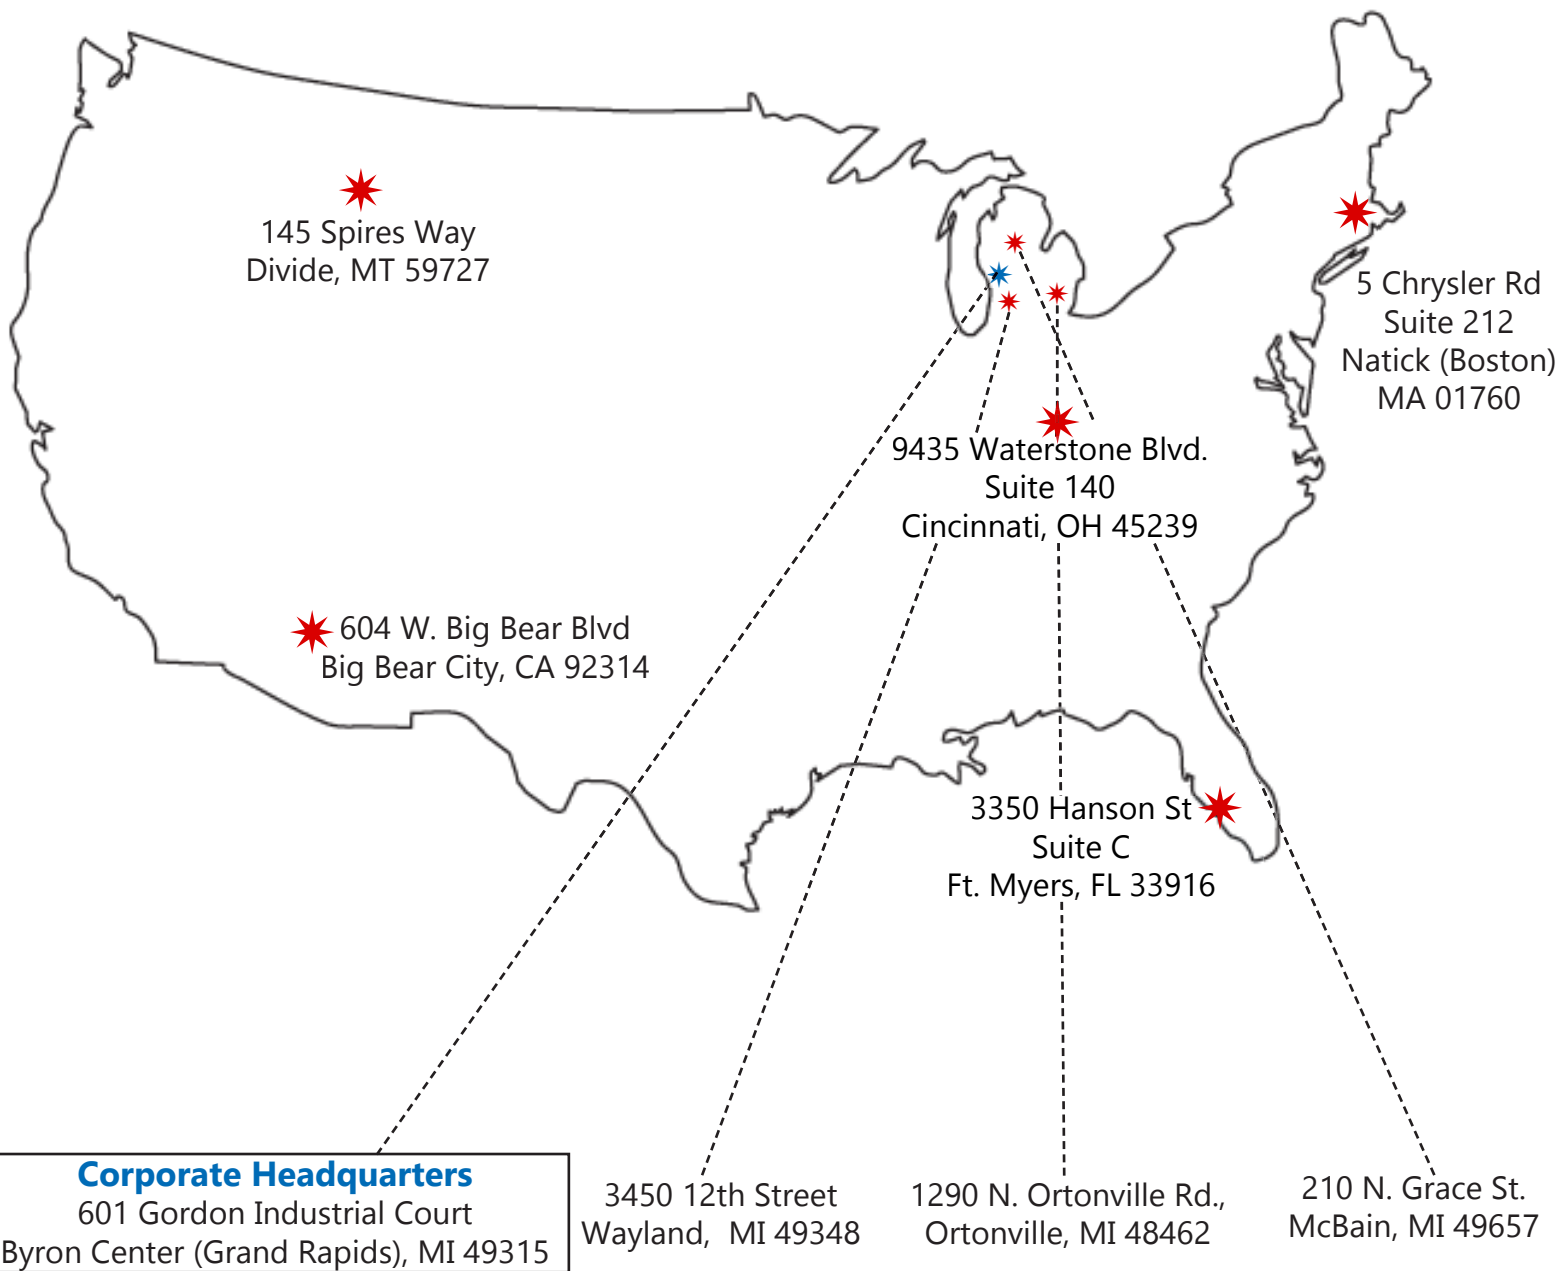 145 Spires Way
Divide, MT 59727
5 Chrysler Rd
Suite 212
Natick (Boston)
MA 01760
9435 Waterstone Blvd.
Suite 140
Cincinnati, OH 45239
604 W. Big Bear Blvd
Big Bear City, CA 92314
3350 Hanson St
Suite C
Ft. Myers, FL 33916
Corporate Headquarters
601 Gordon Industrial Court
Byron Center (Grand Rapids), MI 49315
3450 12th Street
Wayland, MI 49348
1290 N. Ortonville Rd.,
Ortonville, MI 48462
210 N. Grace St.
McBain, MI 49657